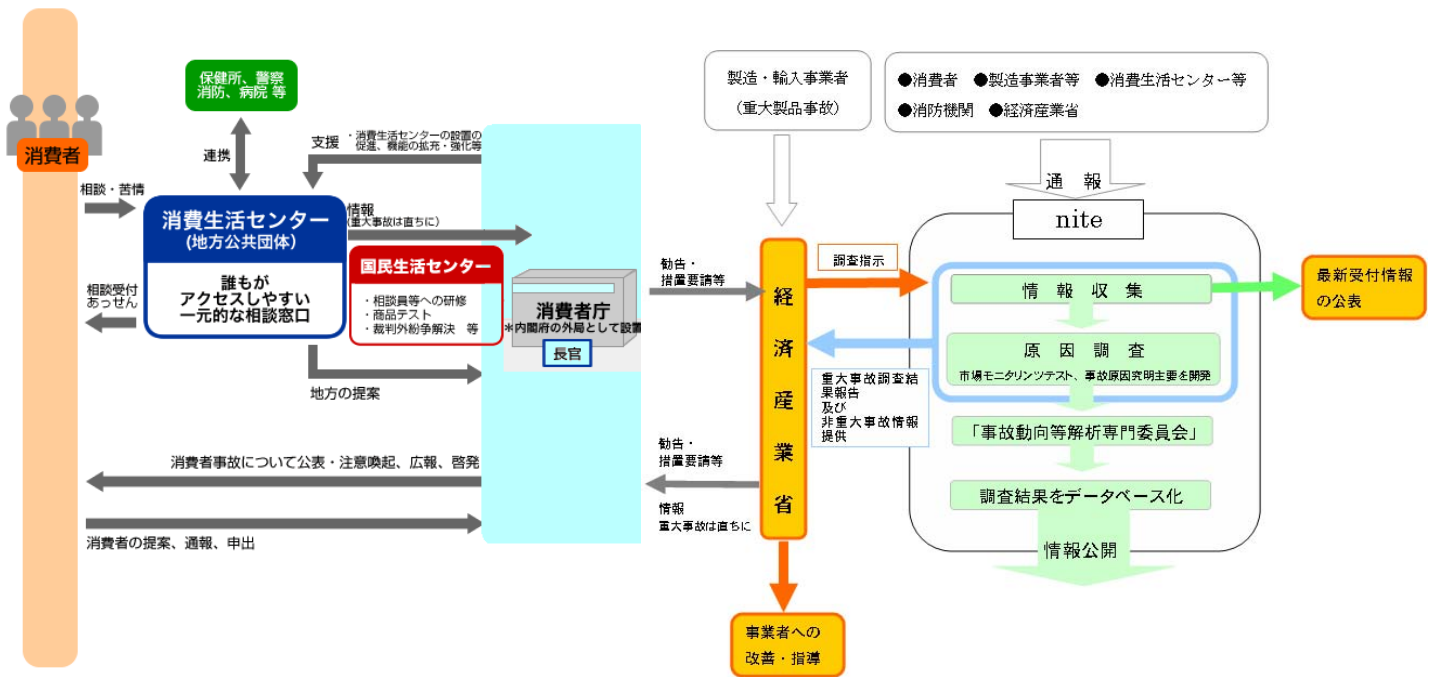 消費者
保健所、警察
消防、病院 等
連携
支援
・消費生活センターの設置の
促進、機能の拡充・強化等
相談・苦情
消費生活センター
(地方公共団体)
誰もが
アクセスしやすい
一元的な相談窓口
相談受付
あっせん
情報
(重大事故は直ちに)
国民生活センター
・相談員等への研修
・商品テスト
・裁判外紛争解決 等
消費者庁
＊内閣府の外局として設置
長官
地方の提案
消費者事故について公表・注意喚起、広報、啓発
消費者の提案、通報、申出
勧告・
措置要請等
勧告・
措置要請等
情報
重大事故は直ちに
製造・輸入事業者
(重大製品事故)
経済産業省
調査指示
重大事故調査結
果報告
及び
非重大事故情報
提供
事業者への
改善・指導
●消費者 ●製造事業者等 ●消費生活センター等
●消防機関 ●経済産業省
通 報
nite
情 報 収 集
原 因 調 査
市場モニタリンツテスト、事故原因究明主要を開発
「事故動向等解析専門委員会」
調査結果をデータベース化
情報公開
最新受付情報
の公表